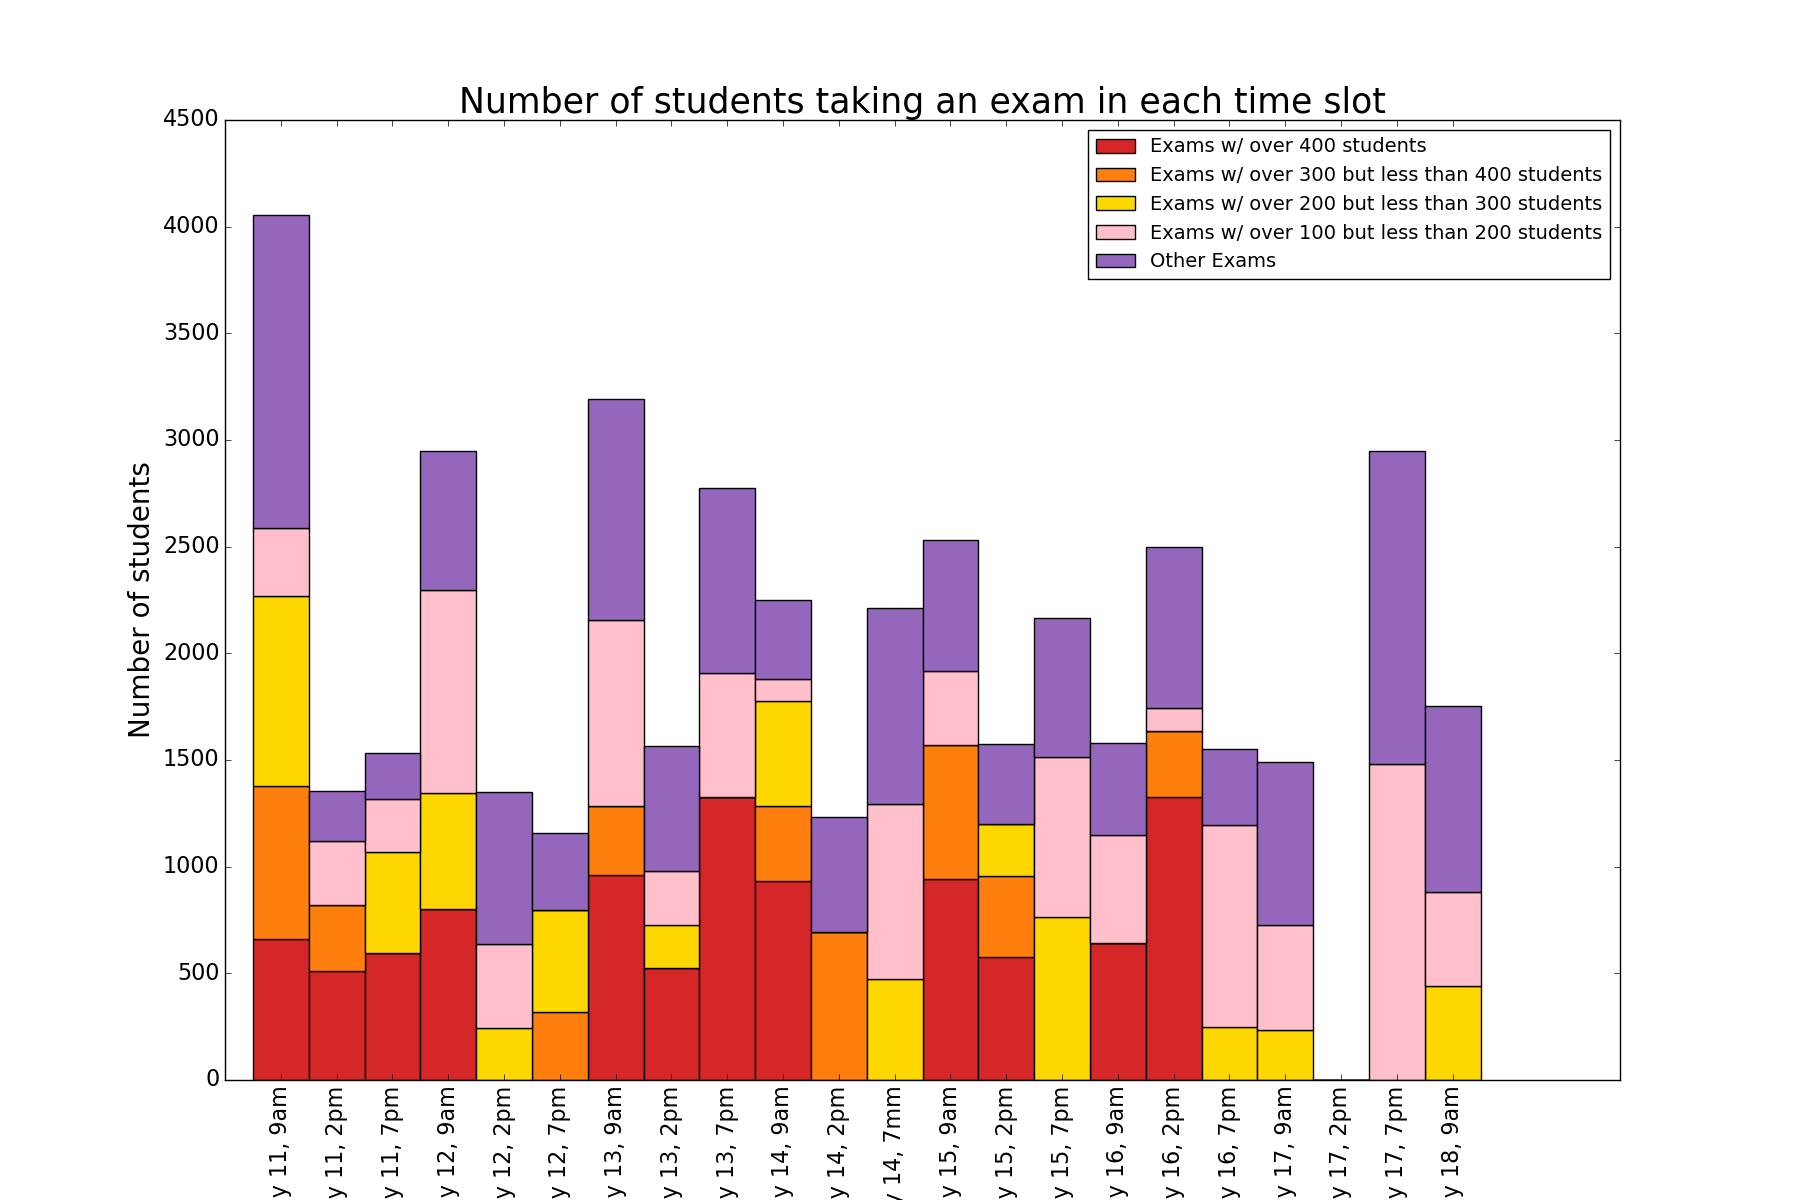 Number of students taking an exam in each time slot
4500
4000
3500
3000
2500
2000
1500
1000
500
0
Number of students
Exams w/ over 400 students
Exams w/ over 300 but less than 400 students
Exams w/ over 200 but less than 300 students
Exams w/ over 100 but less than 200 students
Other Exams
y 11, 9am
y 11, 2pm
y 11, 7pm
y 12, 9am
y 12, 2pm
y 12, 7pm
y 13, 9am
y 13, 2pm
y 13, 7pm
y 14, 9am
y 14, 2pm
y 14, 7mm
y 15, 9am
y 15, 2pm
y 15, 7pm
y 16, 9am
y 16, 2pm
y 16, 7pm
y 17, 9am
y 17, 2pm
y 17, 7pm
y 18, 9am